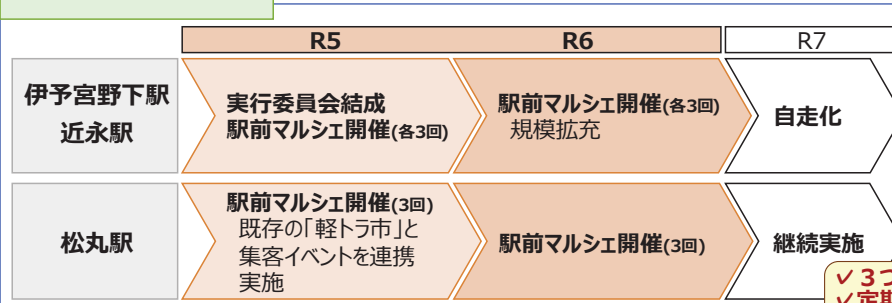 R5 R6 R7
伊予宮野下駅
近永駅
実行委員会結成
駅前マルシェ開催(各3回)
駅前マルシェ開催(各3回)
規模拡充
自走化
松丸駅
駅前マルシェ開催(3回)
既存の「軽トラ市」と
集客イベントを連携
実施
駅前マルシェ開催(3回)
継続実施
✓3つ
✓定期